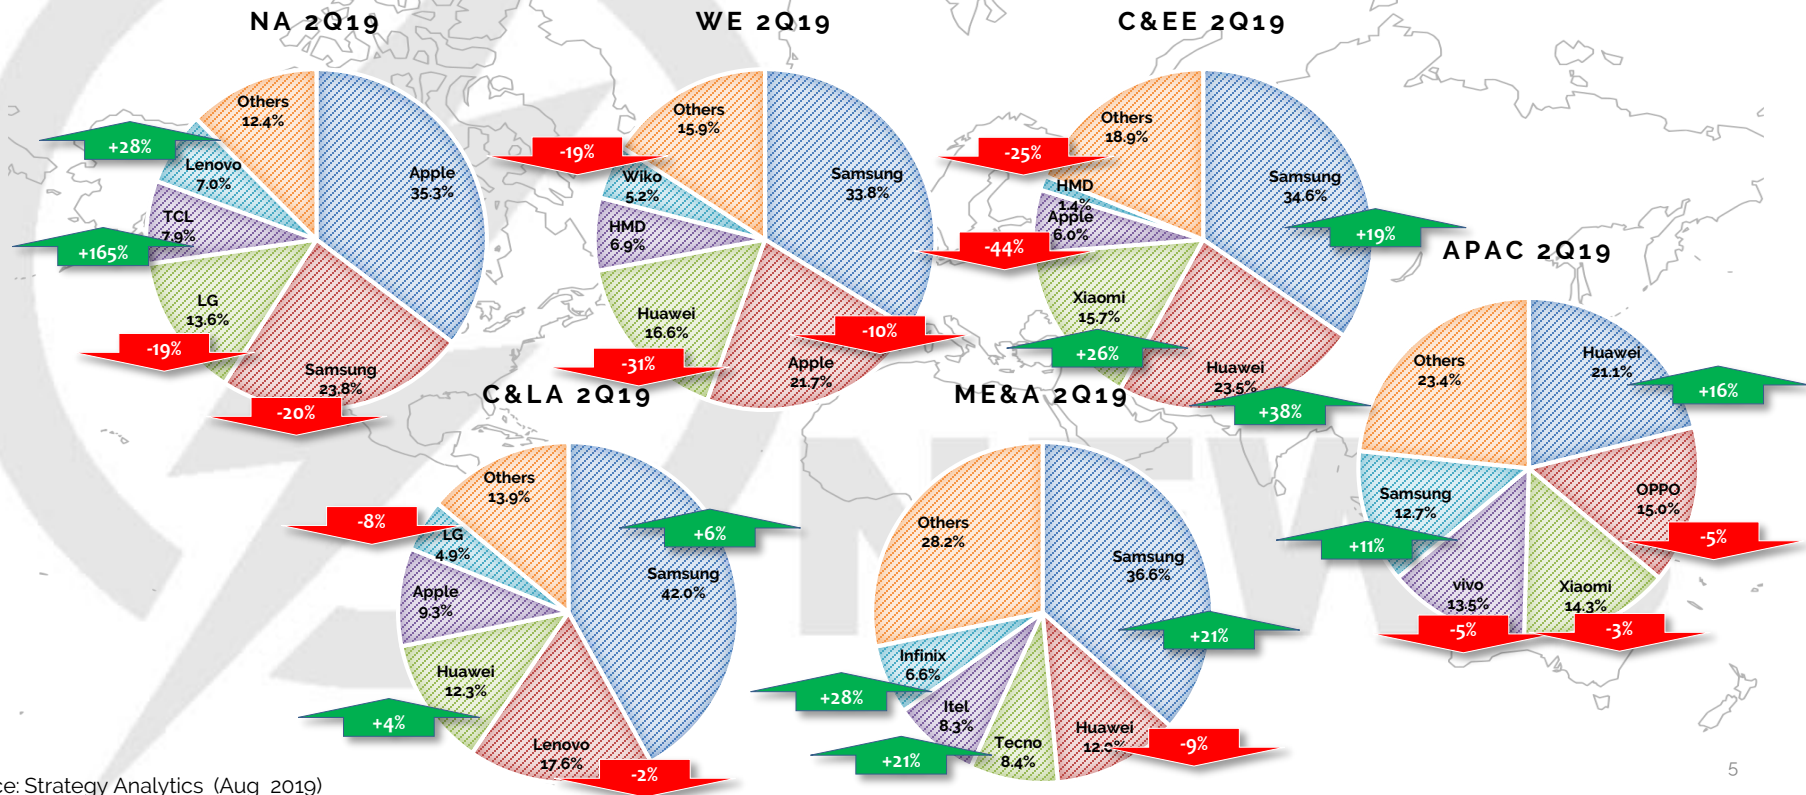 NA 2Q19
Others
12.4%
+28%
Lenovo
7.0%
Apple
35.3%
TCL
7.9%
+165%
LG
13.6%
-19%
Samsung
23.8%
-20%
WE 2Q19
Others
15.9%
-19%
Wiko
5.2%
Samsung
33.8%
HMD
6.9%
Huawei
16.6%
-31%
-10%
Apple
21.7%
C&EE 2Q19
Others
18.9%
-25%
HMD
1.4%
Samsung
34.6%
+19%
Apple
6.0%
-44%
Xiaomi
15.7%
+26%
Huawei
23.5%
+38%
APAC 2Q19
Others
23.4%
Huawei
21.1%
+16%
Samsung
12.7%
+11%
OPPO
15.0%
-5%
vivo
13.5%
-5%
Xiaomi
14.3%
-3%
C&LA 2Q19
Others
13.9%
-8%
LG
4.9%
+6%
Samsung
42.0%
Apple
9.3%
Huawei
12.3%
+4%
Lenovo
17.6%
-2%
ME&A 2Q19
Others
28.2%
Samsung
36.6%
+21%
Infinix
6.6%
+28%
Itel
8.3%
+21%
Tecno
8.4%
Huawei
-9%
Strategy Analytics (Aug 2019)
5